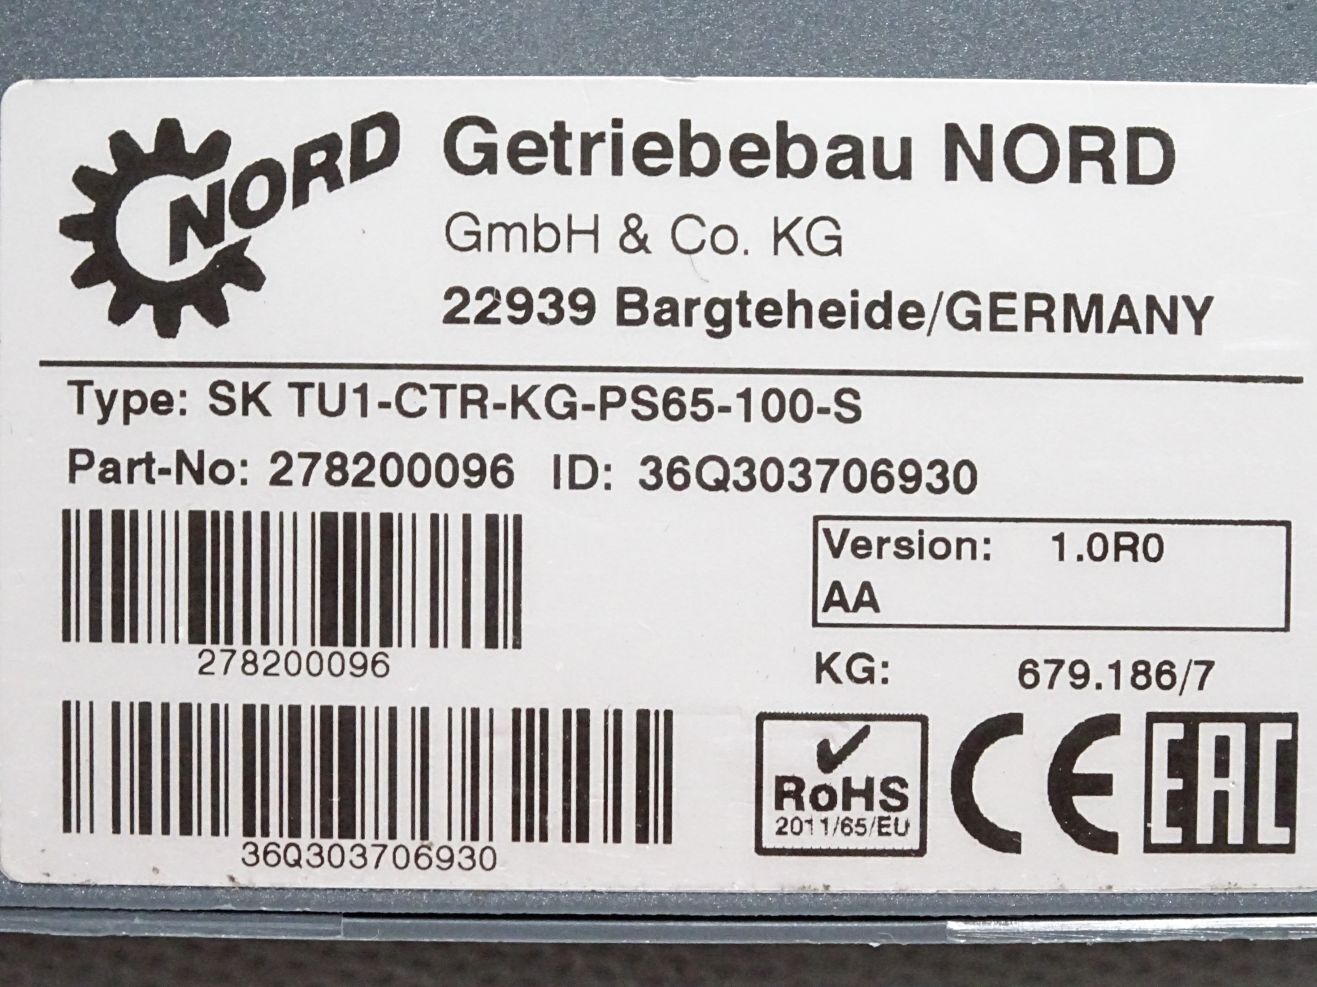 NORD
Getriebebau NORD
GmbH & Co. KG
22939 Bargteheide/GERMANY
Type: SK TU1-CTR-KG-PS65-100-S
Part-No: 278200096 ID: 36Q303706930
278200096
36Q303706930
Version: 1.0R0
AA
KG: 679.186/7
RoHS
2011/65/EU
CE
EAC